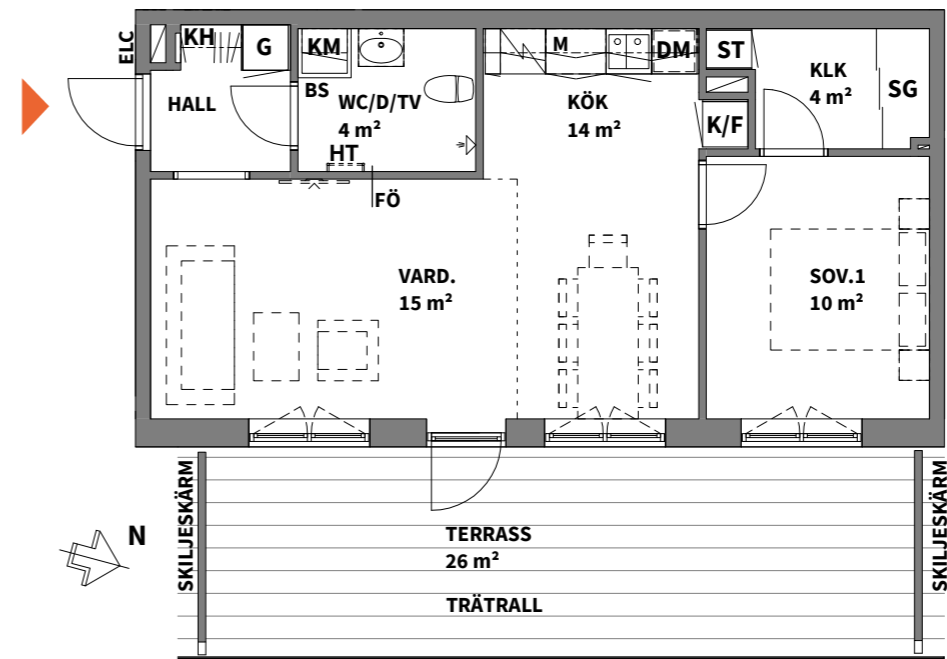 ELC
KH
G
KM
M
DM
ST
KLK
4 m²
SG
BS
WC/D/TV
4 m²
HALL
KÖK
14 m²
K/F
HT
FÖ
VARD.
15 m²
SOV.1
10 m²
SKILJESKÄRM
N
TERRASS
26 m²
TRÄTRALL
SKILJESKÄRM